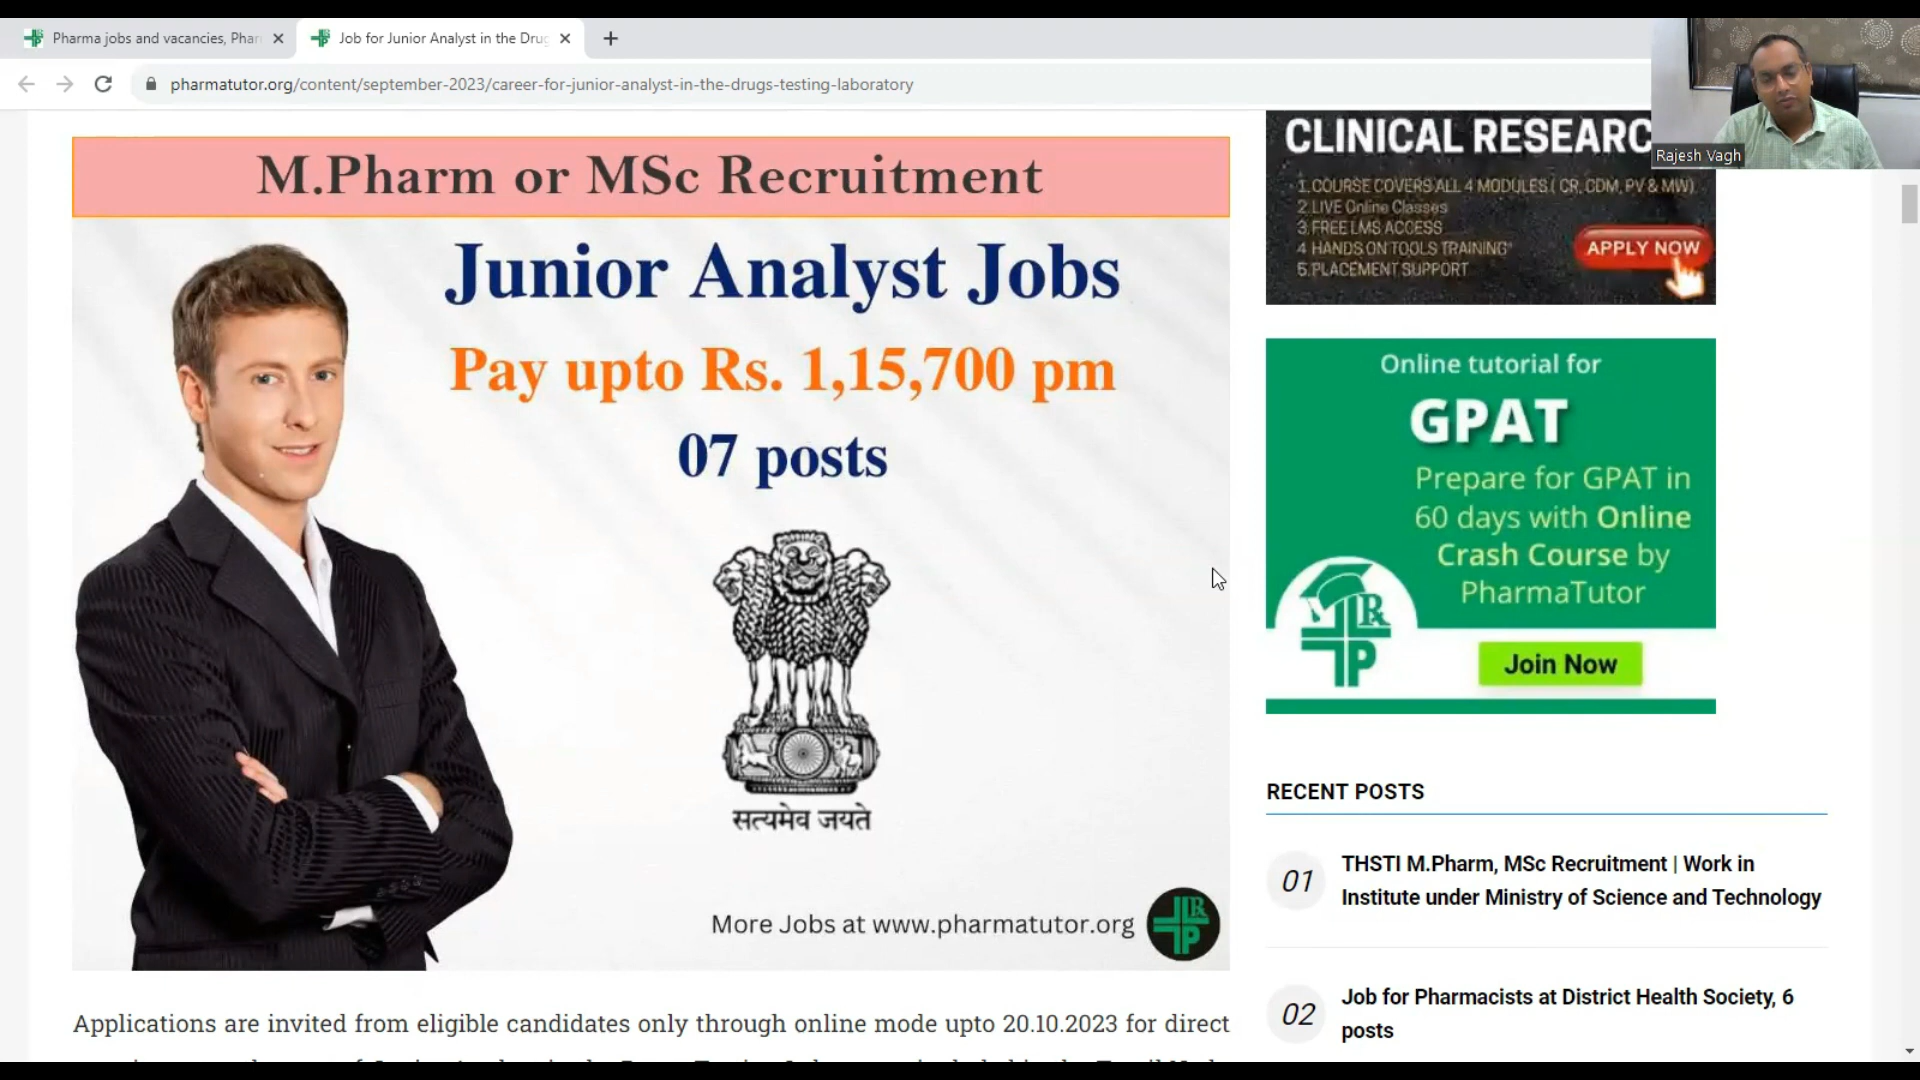 Pharma jobs and vacancies, Phar
Job for Junior Analyst in the Drug
pharmatutor.org/content/september-2023/career-for-junior-analyst-in-the-drugs-testing-laboratory
Rajesh Vagh
M.Pharm or MSc Recruitment
Junior Analyst Jobs
Pay upto Rs. 1,15,700 pm
07 posts
सत्यमेव जयते
More Jobs at www.pharmatutor.org
Applications are invited from eligible candidates only through online mode upto 20.10.2023 for direct
CLINICAL RESEARC
1.COURSE COVERS ALL 4 MODULES ( CR, CDM, PV & MW)
2.LIVE Online Classes
3.FREE LMS ACCESS
4 HANDS ON TOOLS TRAINING*
5.PLACEMENT SUPPORT
APPLY NOW
Online tutorial for
GPAT
Prepare for GPAT in
60 days with Online
Crash Course by
PharmaTutor
Join Now
RECENT POSTS
01
THSTI M.Pharm, MSc Recruitment | Work in
Institute under Ministry of Science and Technology
02
Job for Pharmacists at District Health Society, 6
posts